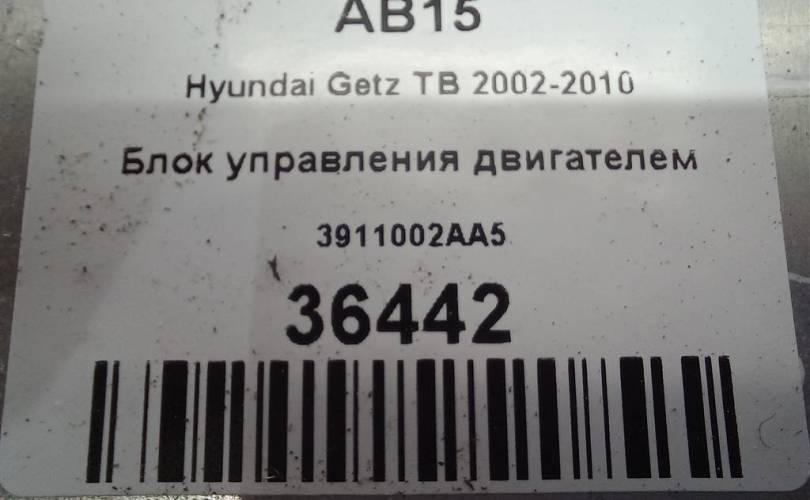 AB15
Hyundai Getz TB 2002-2010
Блок управления двигателем
3911002AA5
36442